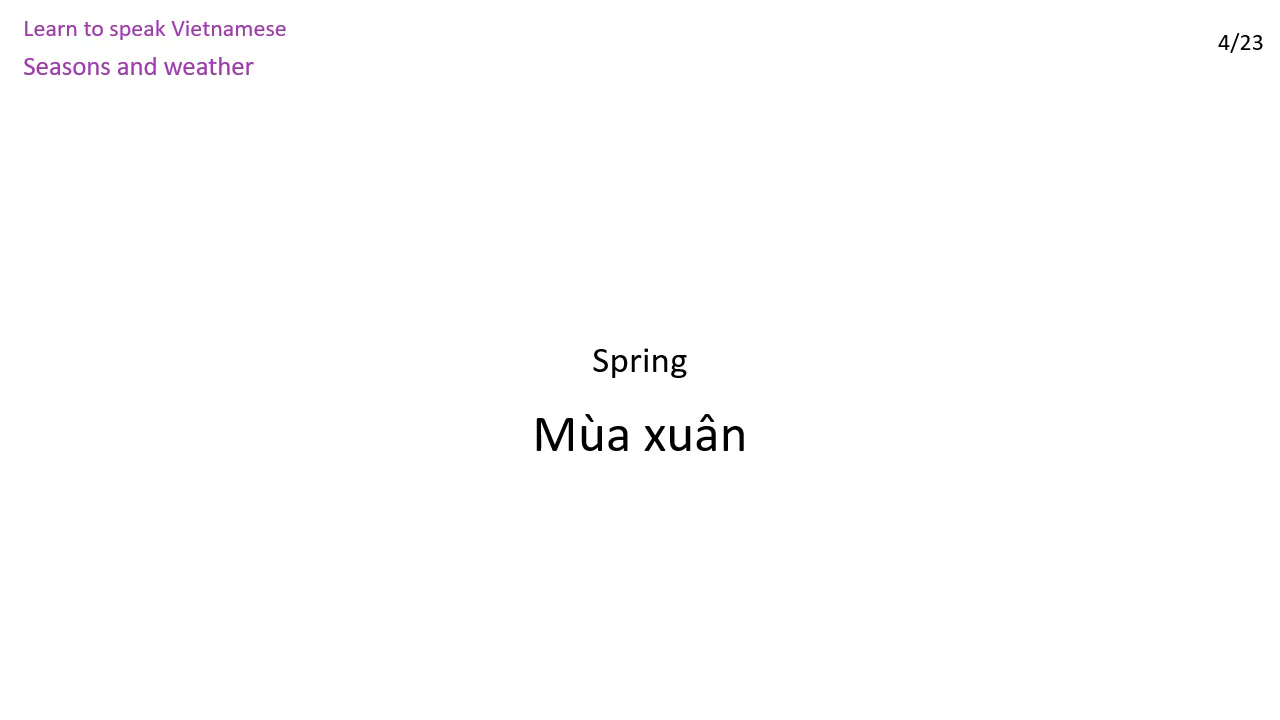 Learn to speak Vietnamese
Seasons and weather
4/23
Spring
Mùa xuân